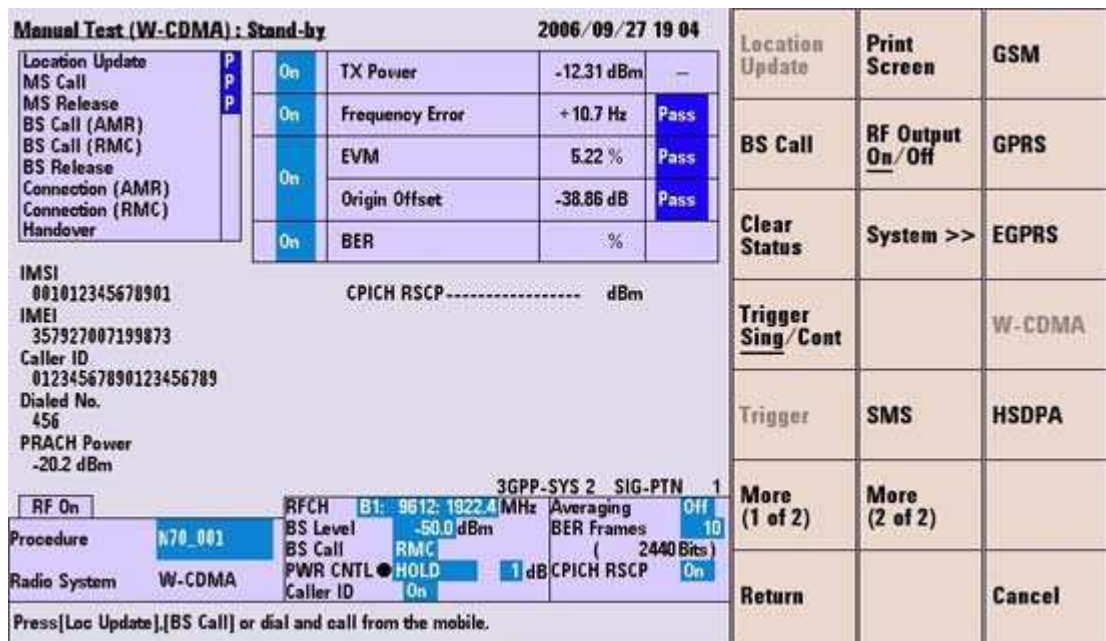 Manual Test (W-CDMA) : Stand-by 2006/09/27 19 04
Location Update P
MS Call P
MS Release P
BS Call (AMR)
BS Call (RMC)
BS Release
Connection (AMR)
Connection (RMC)
Handover
On TX Power -12.31 dBm --
On Frequency Error +10.7 Hz Pass
On EVM 5.22 % Pass
Origin Offset -38.86 dB Pass
On BER %
IMSI
001012345678901
IMEI
357927007199873
Caller ID
01234567890123456789
Dialed No.
456
PRACH Power
-20.2 dBm
CPICH RSCP----------------- dBm
3GPP-SYS 2 SIG-PTN 1
RF On
Procedure N70_001
Radio System W-CDMA
RFCH B1: 9612: 1922.4 MHz
BS Level -50.0 dBm
BS Call RMC
PWR CNTL ● HOLD 1 dB
Caller ID On
Averaging Off
BER Frames 10
( 2440 Bits )
CPICH RSCP On
Press[Loc Update],[BS Call] or dial and call from the mobile.
Location
Update
Print
Screen
GSM
BS Call
RF Output
On/Off
GPRS
Clear
Status
System >>
EGPRS
Trigger
Sing/Cont
W-CDMA
Trigger
SMS
HSDPA
More
(1 of 2)
More
(2 of 2)
Return
Cancel